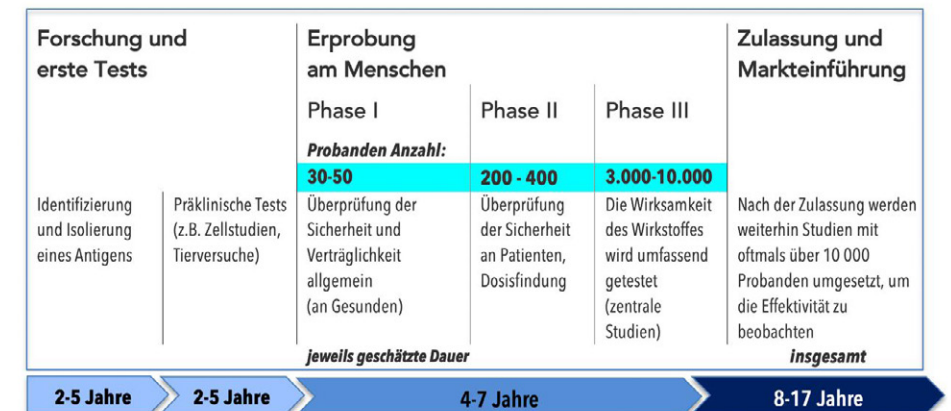 Forschung und
erste Tests
Erprobung
am Menschen
Zulassung und
Markteinführung
Phase I
Phase II
Phase III
Probanden Anzahl:
30-50
200 - 400
3.000-10.000
Identifizierung
und Isolierung
eines Antigens
Präklinische Tests
(z.B. Zellstudien,
Tierversuche)
Überprüfung der
Sicherheit und
Verträglichkeit
allgemein
(an Gesunden)
Überprüfung
der Sicherheit
an Patienten,
Dosisfindung
Die Wirksamkeit
des Wirkstoffes
wird umfassend
getestet
(zentrale
Studien)
Nach der Zulassung werden
weiterhin Studien mit
oftmals über 10 000
Probanden umgesetzt, um
die Effektivität zu
beobachten
jeweils geschätzte Dauer
insgesamt
2-5 Jahre
2-5 Jahre
4-7 Jahre
8-17 Jahre